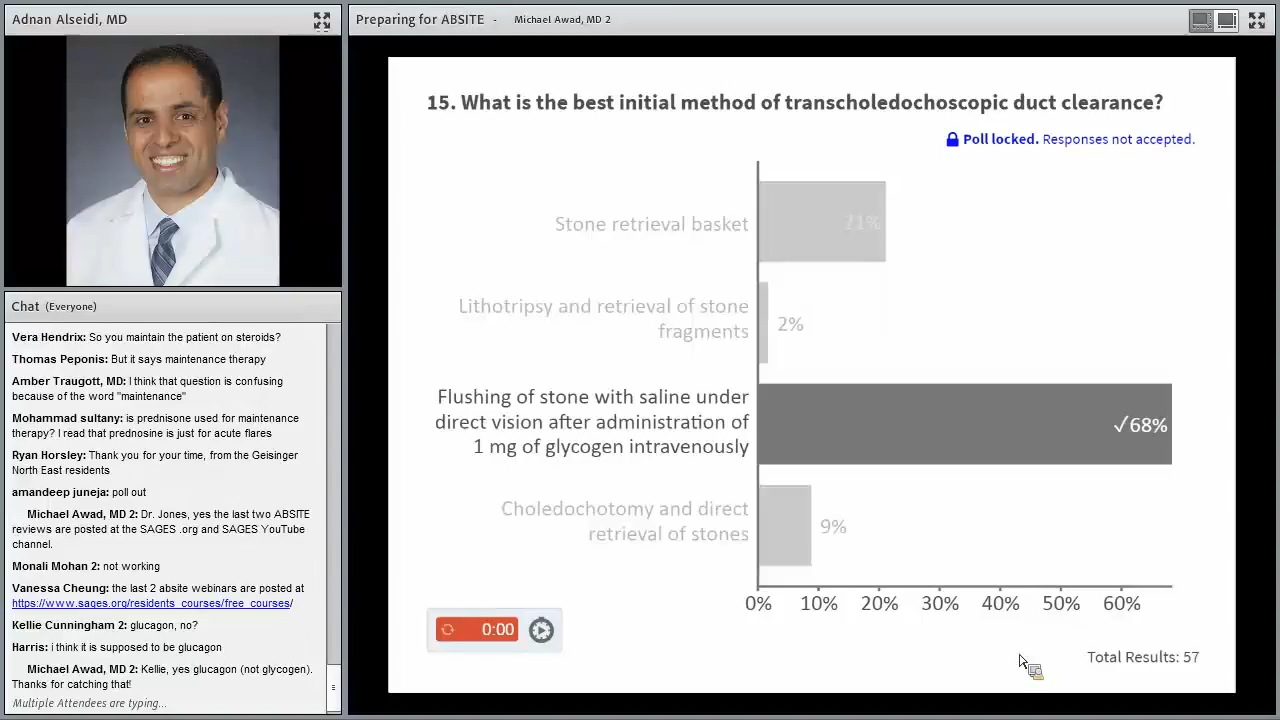 Adnan Alseidi, MD
Preparing for ABSITE - Michael Awad, MD 2
Chat (Everyone)
Vera Hendrix: So you maintain the patient on steroids?
Thomas Peponis: But it says maintenance therapy
Amber Traugott, MD: I think that question is confusing
because of the word "maintenance"
Mohammad sultany: is prednisone used for maintenance
therapy? I read that prednosine is just for acute flares
Ryan Horsley: Thank you for your time, from the Geisinger
North East residents
amandeep juneja: poll out
Michael Awad, MD 2: Dr. Jones, yes the last two ABSITE
reviews are posted at the SAGES .org and SAGES YouTube
channel.
Monali Mohan 2: not working
Vanessa Cheung: the last 2 absite webinars are posted at
https://www.sages.org/residents_courses/free_courses/
Kellie Cunningham 2: glucagon, no?
Harris: i think it is supposed to be glucagon
Michael Awad, MD 2: Kellie, yes glucagon (not glycogen).
Thanks for catching that!
Multiple Attendees are typing...
15. What is the best initial method of transcholedochoscopic duct clearance?
Poll locked. Responses not accepted.
Stone retrieval basket
21%
Lithotripsy and retrieval of stone
fragments
2%
Flushing of stone with saline under
direct vision after administration of
1 mg of glycogen intravenously
✓68%
Choledochotomy and direct
retrieval of stones
9%
0% 10% 20% 30% 40% 50% 60%
0:00
Total Results: 57